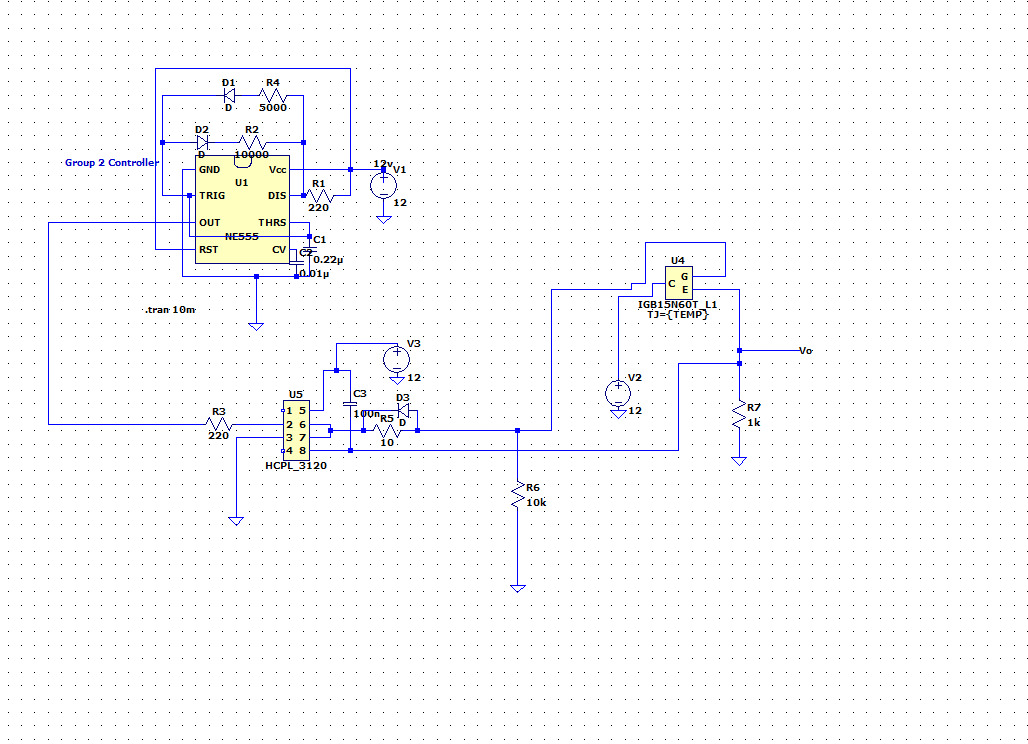 D1
R4
D
5000
D2
R2
D
10000
Group 2 Controller
12v
GND
Vcc
V1
U1
R1
TRIG
DIS
12
220
OUT
THRS
NE555
C1
RST
CV
C2
0.22µ
0.01µ
U4
G
C
E
IGB15N60T_L1
TJ={TEMP}
.tran 10m
V3
Vo
12
V2
U5
C3
D3
1 5
100n
12
R7
R3
R5
D
2 6
1k
220
3 7
10
4 8
HCPL_3120
R6
10k